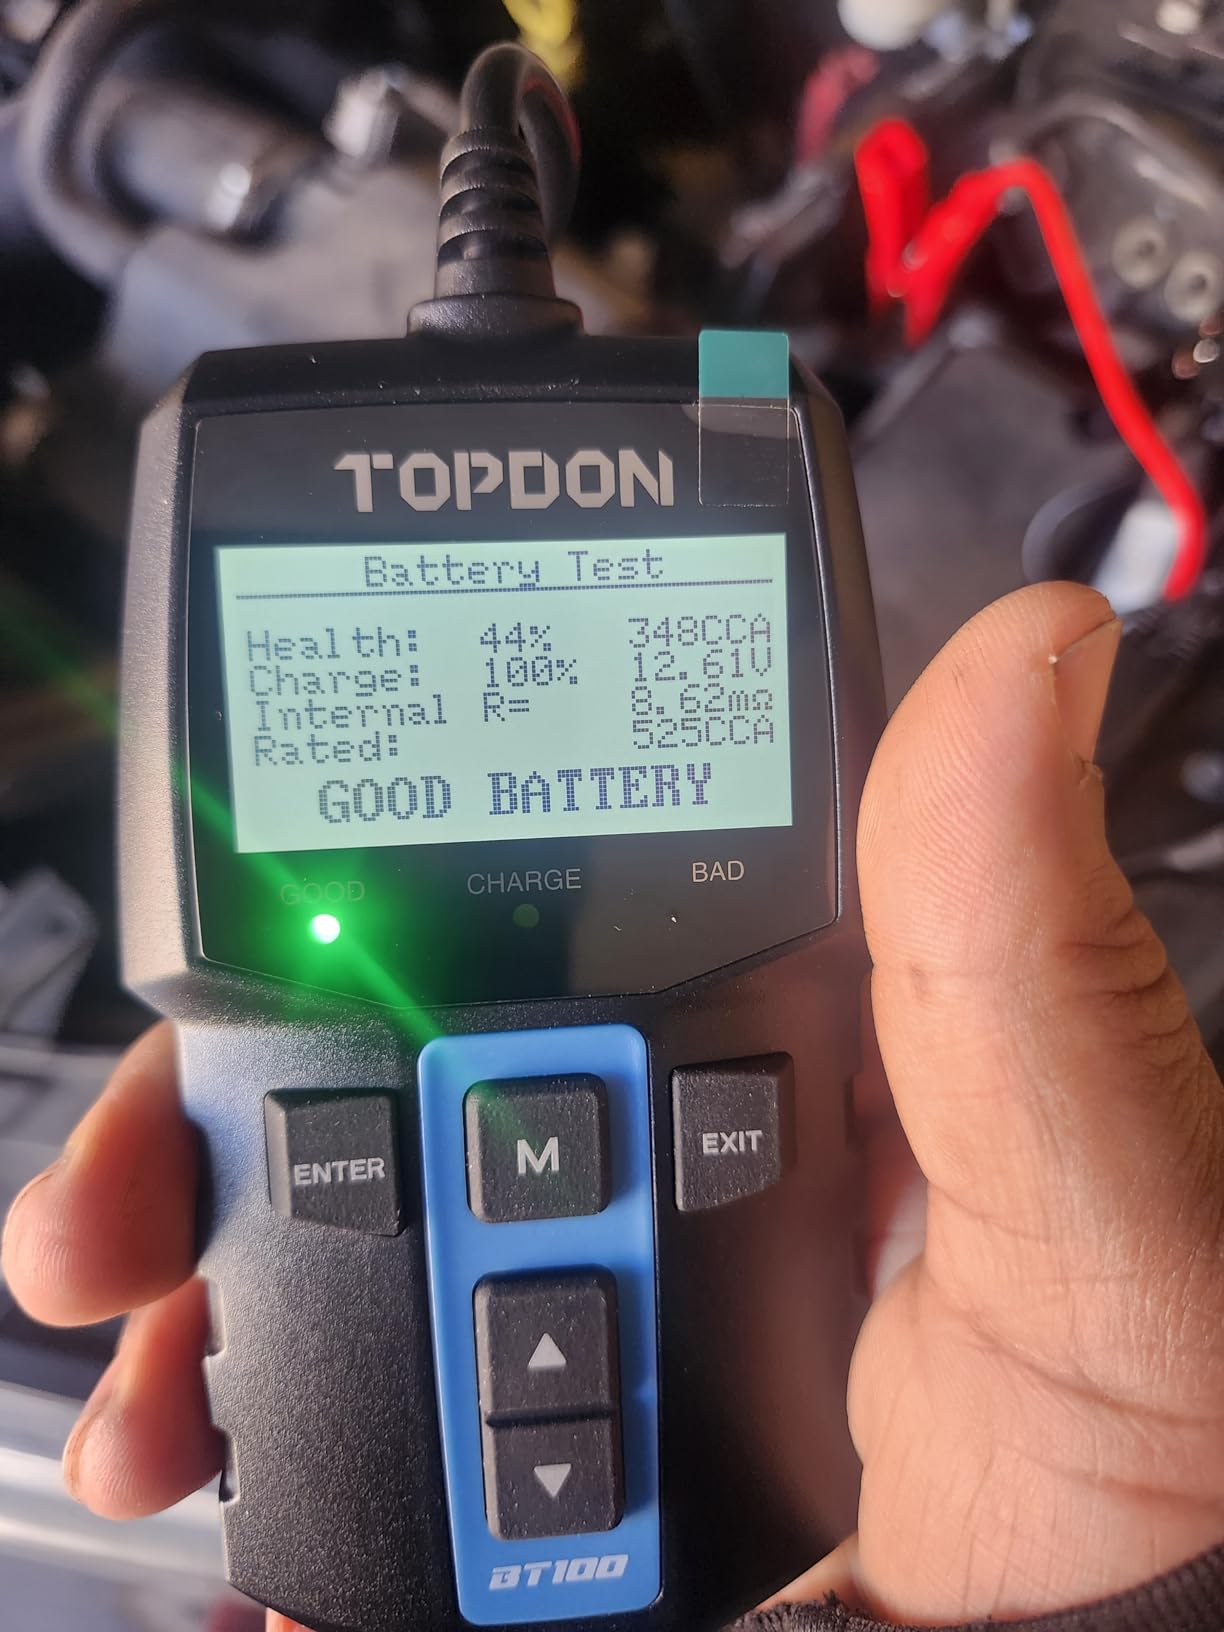 TOPDON
Battery Test
Health: 44% 348CCA
Charge: 100% 12.61V
Internal R= 8.62mΩ
Rated: 525CCA
GOOD BATTERY
GOOD CHARGE BAD
ENTER M EXIT
BT100